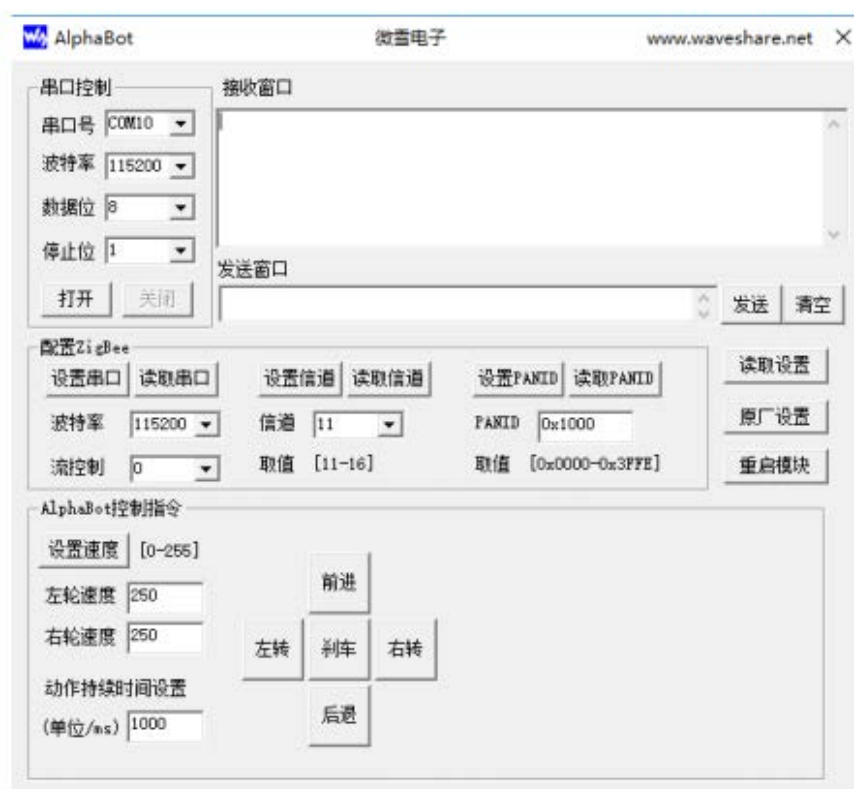 AlphaBot 微雪电子 www.waveshare.net
串口控制
串口号 COM10
波特率 115200
数据位 8
停止位 1
打开 关闭
接收窗口
发送窗口
发送 清空
配置ZigBee
设置串口 读取串口 设置信道 读取信道 设置PANID 读取PANID
波特率 115200 信道 11 PANID 0x1000
流控制 0 取值 [11-16] 取值 [0x0000-0x3FFE]
读取设置
原厂设置
重启模块
AlphaBot控制指令
设置速度 [0-255]
左轮速度 250
右轮速度 250
动作持续时间设置
(单位/ms) 1000
前进
左转 刹车 右转
后退